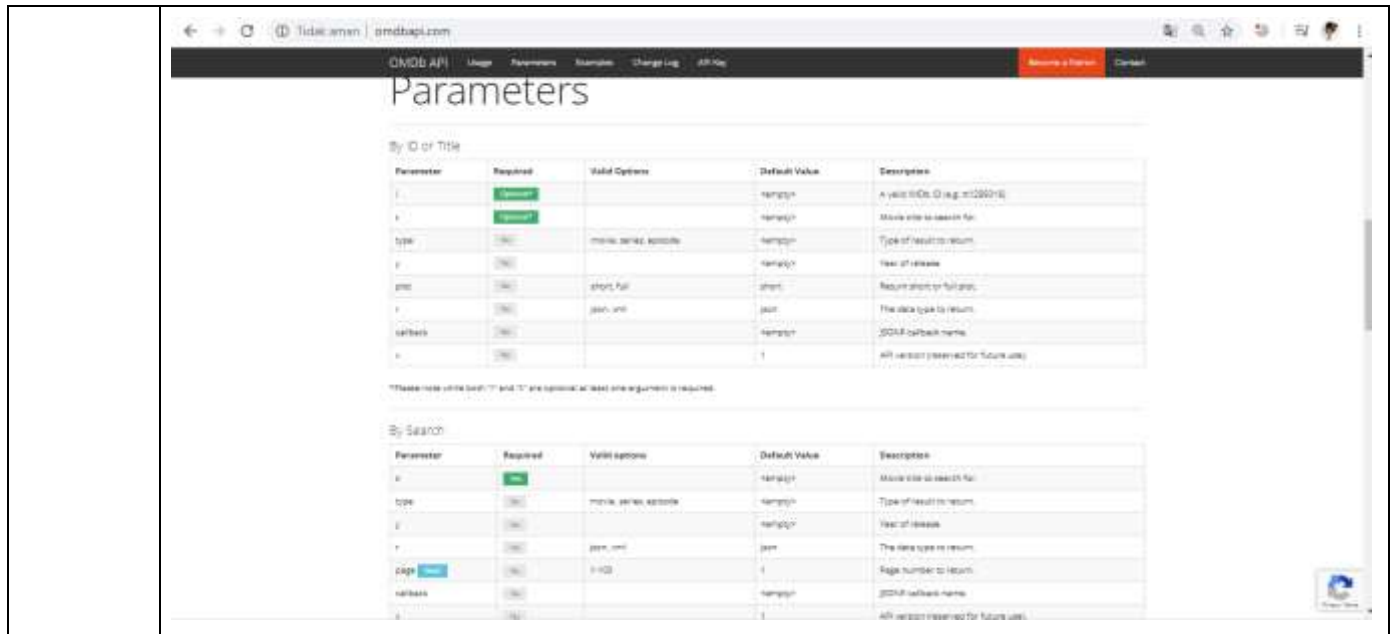 Tidak aman | omdbapi.com
OMDb API Usage Parameters Examples Change Log API Key Become a Patron Contact
Parameters
By ID or Title
Parameter Required Valid Options Default Value Description
i Optional* <empty> A valid IMDb ID (e.g. tt1285016)
t Optional* <empty> Movie title to search for.
type No movie, series, episode <empty> Type of result to return.
y No <empty> Year of release.
plot No short, full short Return short or full plot.
r No json, xml json The data type to return.
callback No <empty> JSONP callback name.
v No 1 API version (reserved for future use).
*Please note while both "i" and "t" are optional at least one argument is required.
By Search
Parameter Required Valid options Default Value Description
s Yes <empty> Movie title to search for.
type No movie, series, episode <empty> Type of result to return.
y No <empty> Year of release.
r No json, xml json The data type to return.
page New! No 1-100 1 Page number to return.
callback No <empty> JSONP callback name.
v No 1 API version (reserved for future use).